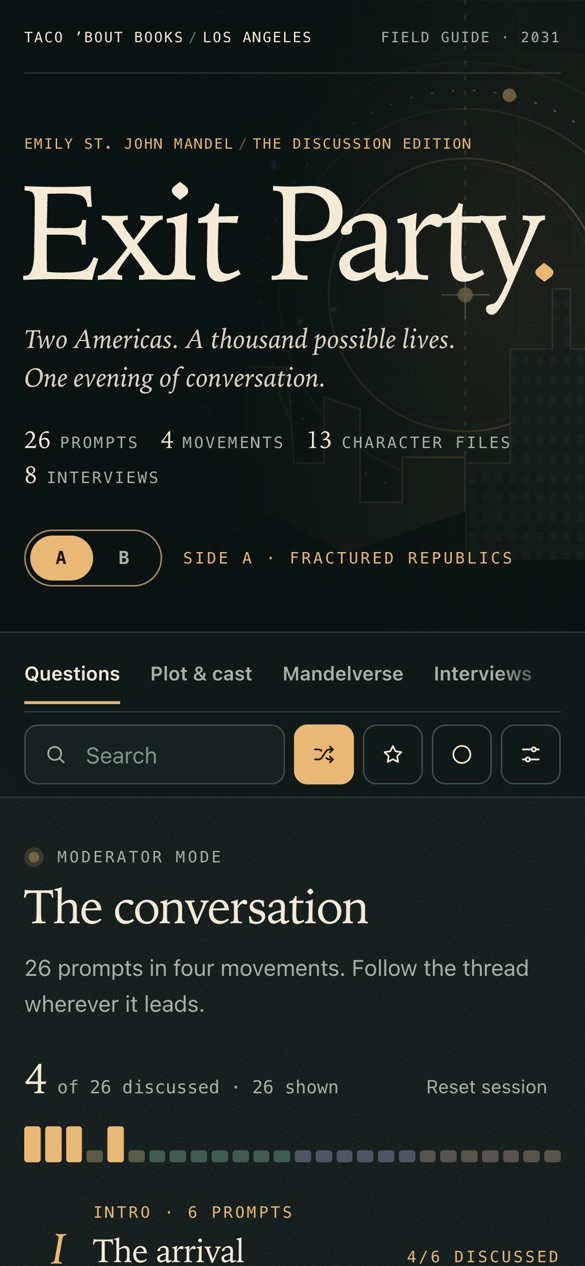 TACO ’BOUT BOOKS / LOS ANGELES
FIELD GUIDE · 2031
EMILY ST. JOHN MANDEL / THE DISCUSSION EDITION
Exit Party.
Two Americas. A thousand possible lives.
One evening of conversation.
26 PROMPTS 4 MOVEMENTS 13 CHARACTER FILES
8 INTERVIEWS
A B SIDE A · FRACTURED REPUBLICS
Questions Plot & cast Mandelverse Interviews
Search
MODERATOR MODE
The conversation
26 prompts in four movements. Follow the thread
wherever it leads.
4 of 26 discussed · 26 shown Reset session
INTRO · 6 PROMPTS
I The arrival 4/6 DISCUSSED